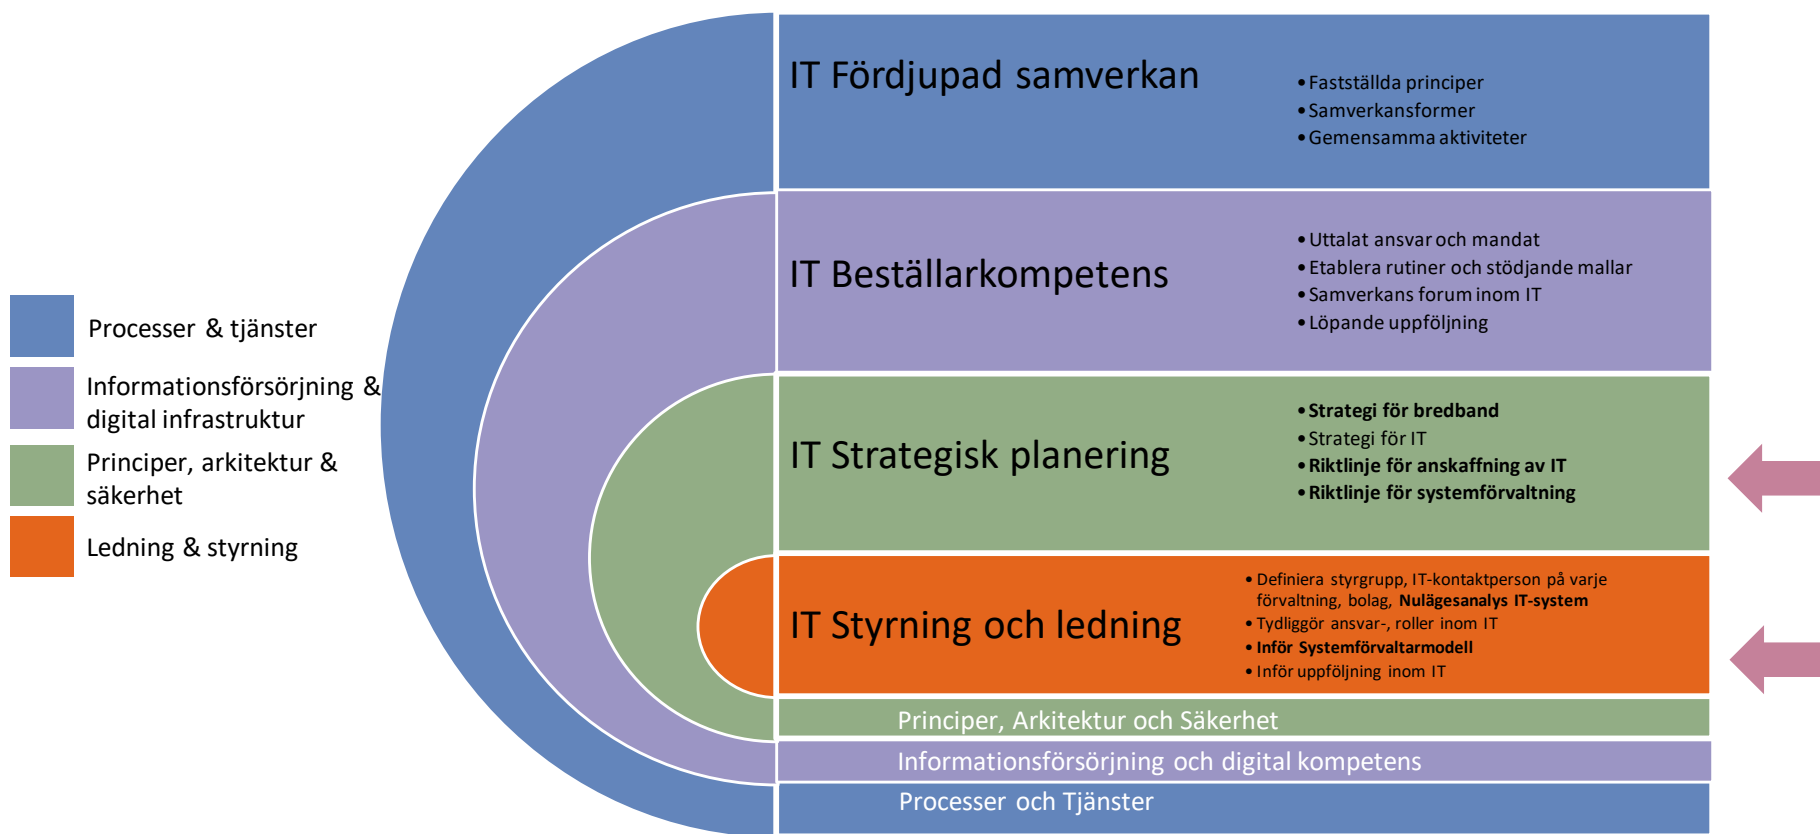 IT Fördjupad samverkan
• Fastställda principer
• Samverkansformer
• Gemensamma aktiviteter
IT Beställarkompetens
• Uttalat ansvar och mandat
• Etablera rutiner och stödjande mallar
• Samverkans forum inom IT
• Löpande uppföljning
Processer & tjänster
Informationsförsörjning &
digital infrastruktur
Principer, arkitektur &
säkerhet
Ledning & styrning
IT Strategisk planering
• Strategi för bredband
• Strategi för IT
• Riktlinje för anskaffning av IT
• Riktlinje för systemförvaltning
IT Styrning och ledning
• Definiera styrgrupp, IT-kontaktperson på varje
förvaltning, bolag, Nulägesanalys IT-system
• Tydliggör ansvar-, roller inom IT
• Inför Systemförvaltarmodell
• Inför uppföljning inom IT
Principer, Arkitektur och Säkerhet
Informationsförsörjning och digital kompetens
Processer och Tjänster